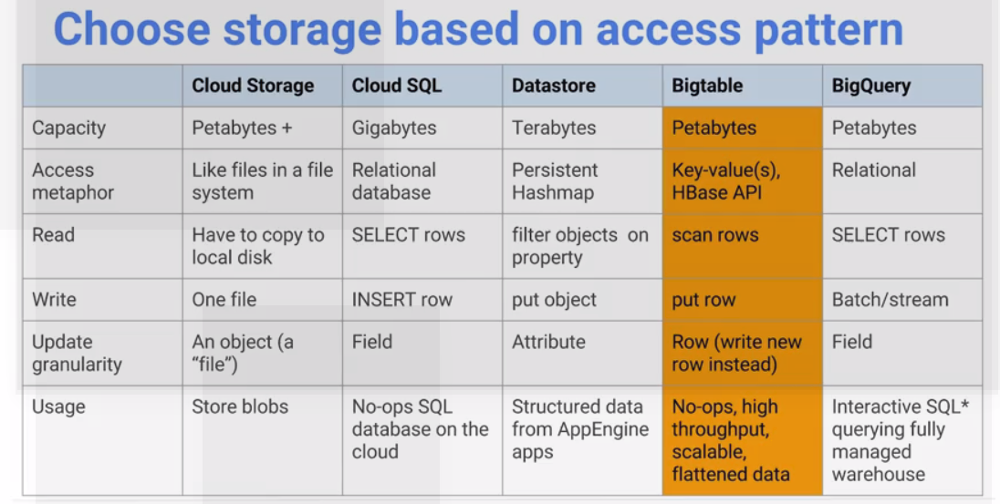 Choose storage based on access pattern
Cloud Storage Cloud SQL Datastore Bigtable BigQuery
Capacity Petabytes + Gigabytes Terabytes Petabytes Petabytes
Access Like files in a file Relational Persistent Key-value(s), Relational
metaphor system database Hashmap HBase API
Read Have to copy to SELECT rows filter objects on scan rows SELECT rows
local disk property
Write One file INSERT row put object put row Batch/stream
Update An object (a Field Attribute Row (write new Field
granularity “file”) row instead)
Usage Store blobs No-ops SQL Structured data No-ops, high Interactive SQL*
database on the from AppEngine throughput, querying fully
cloud apps scalable, managed
flattened data warehouse